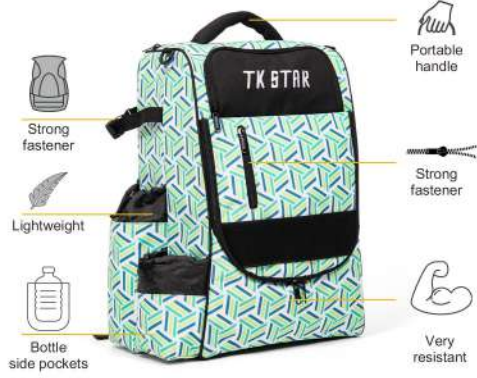 Portable
handle
TK STAR
Strong
fastener
Strong
fastener
Lightweight
Bottle
side pockets
Very
resistant